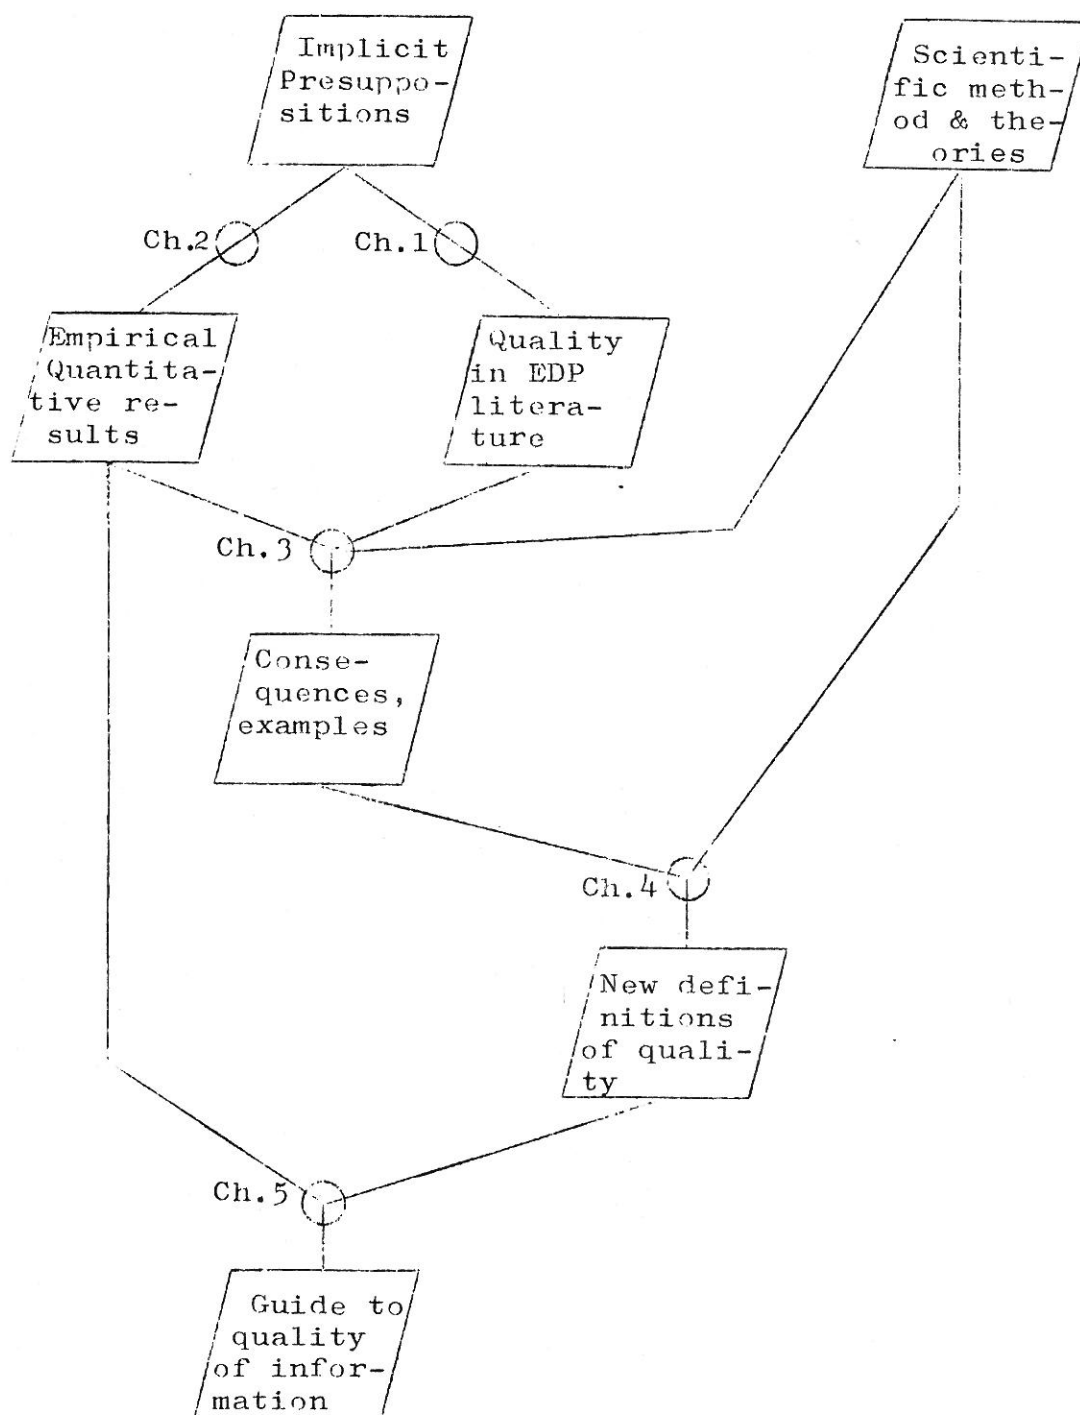 Implicit
Presuppo-
sitions
Scienti-
fic meth-
od & the-
ories
Ch.2
Ch.1
Empirical
Quantita-
tive re-
sults
Quality
in EDP
litera-
ture
Ch.3
Conse-
quences,
examples
Ch.4
New defi-
nitions
of quali-
ty
Ch.5
Guide to
quality
of infor-
mation